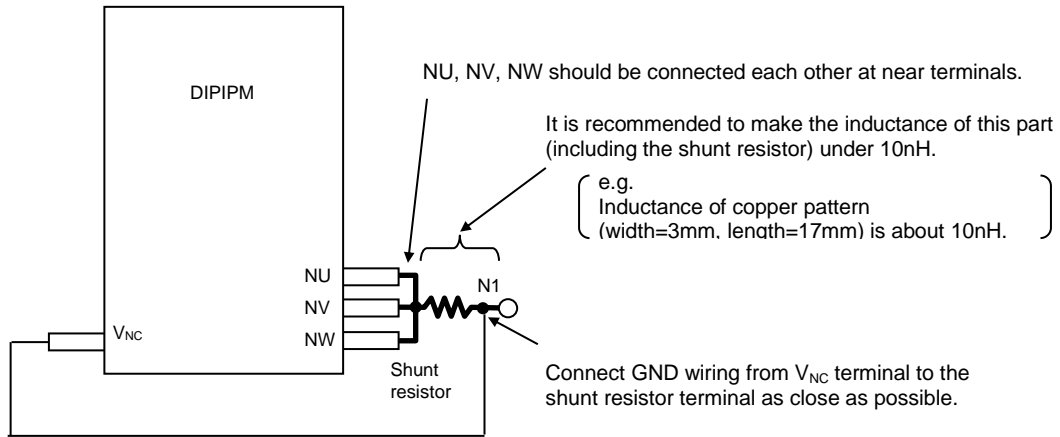 NU, NV, NW should be connected each other at near terminals.
DIPIPM
It is recommended to make the inductance of this part
(including the shunt resistor) under 10nH.
e.g.
Inductance of copper pattern
(width=3mm, length=17mm) is about 10nH.
NU
N1
NV
VNC
NW
Shunt
resistor
Connect GND wiring from VNC terminal to the
shunt resistor terminal as close as possible.